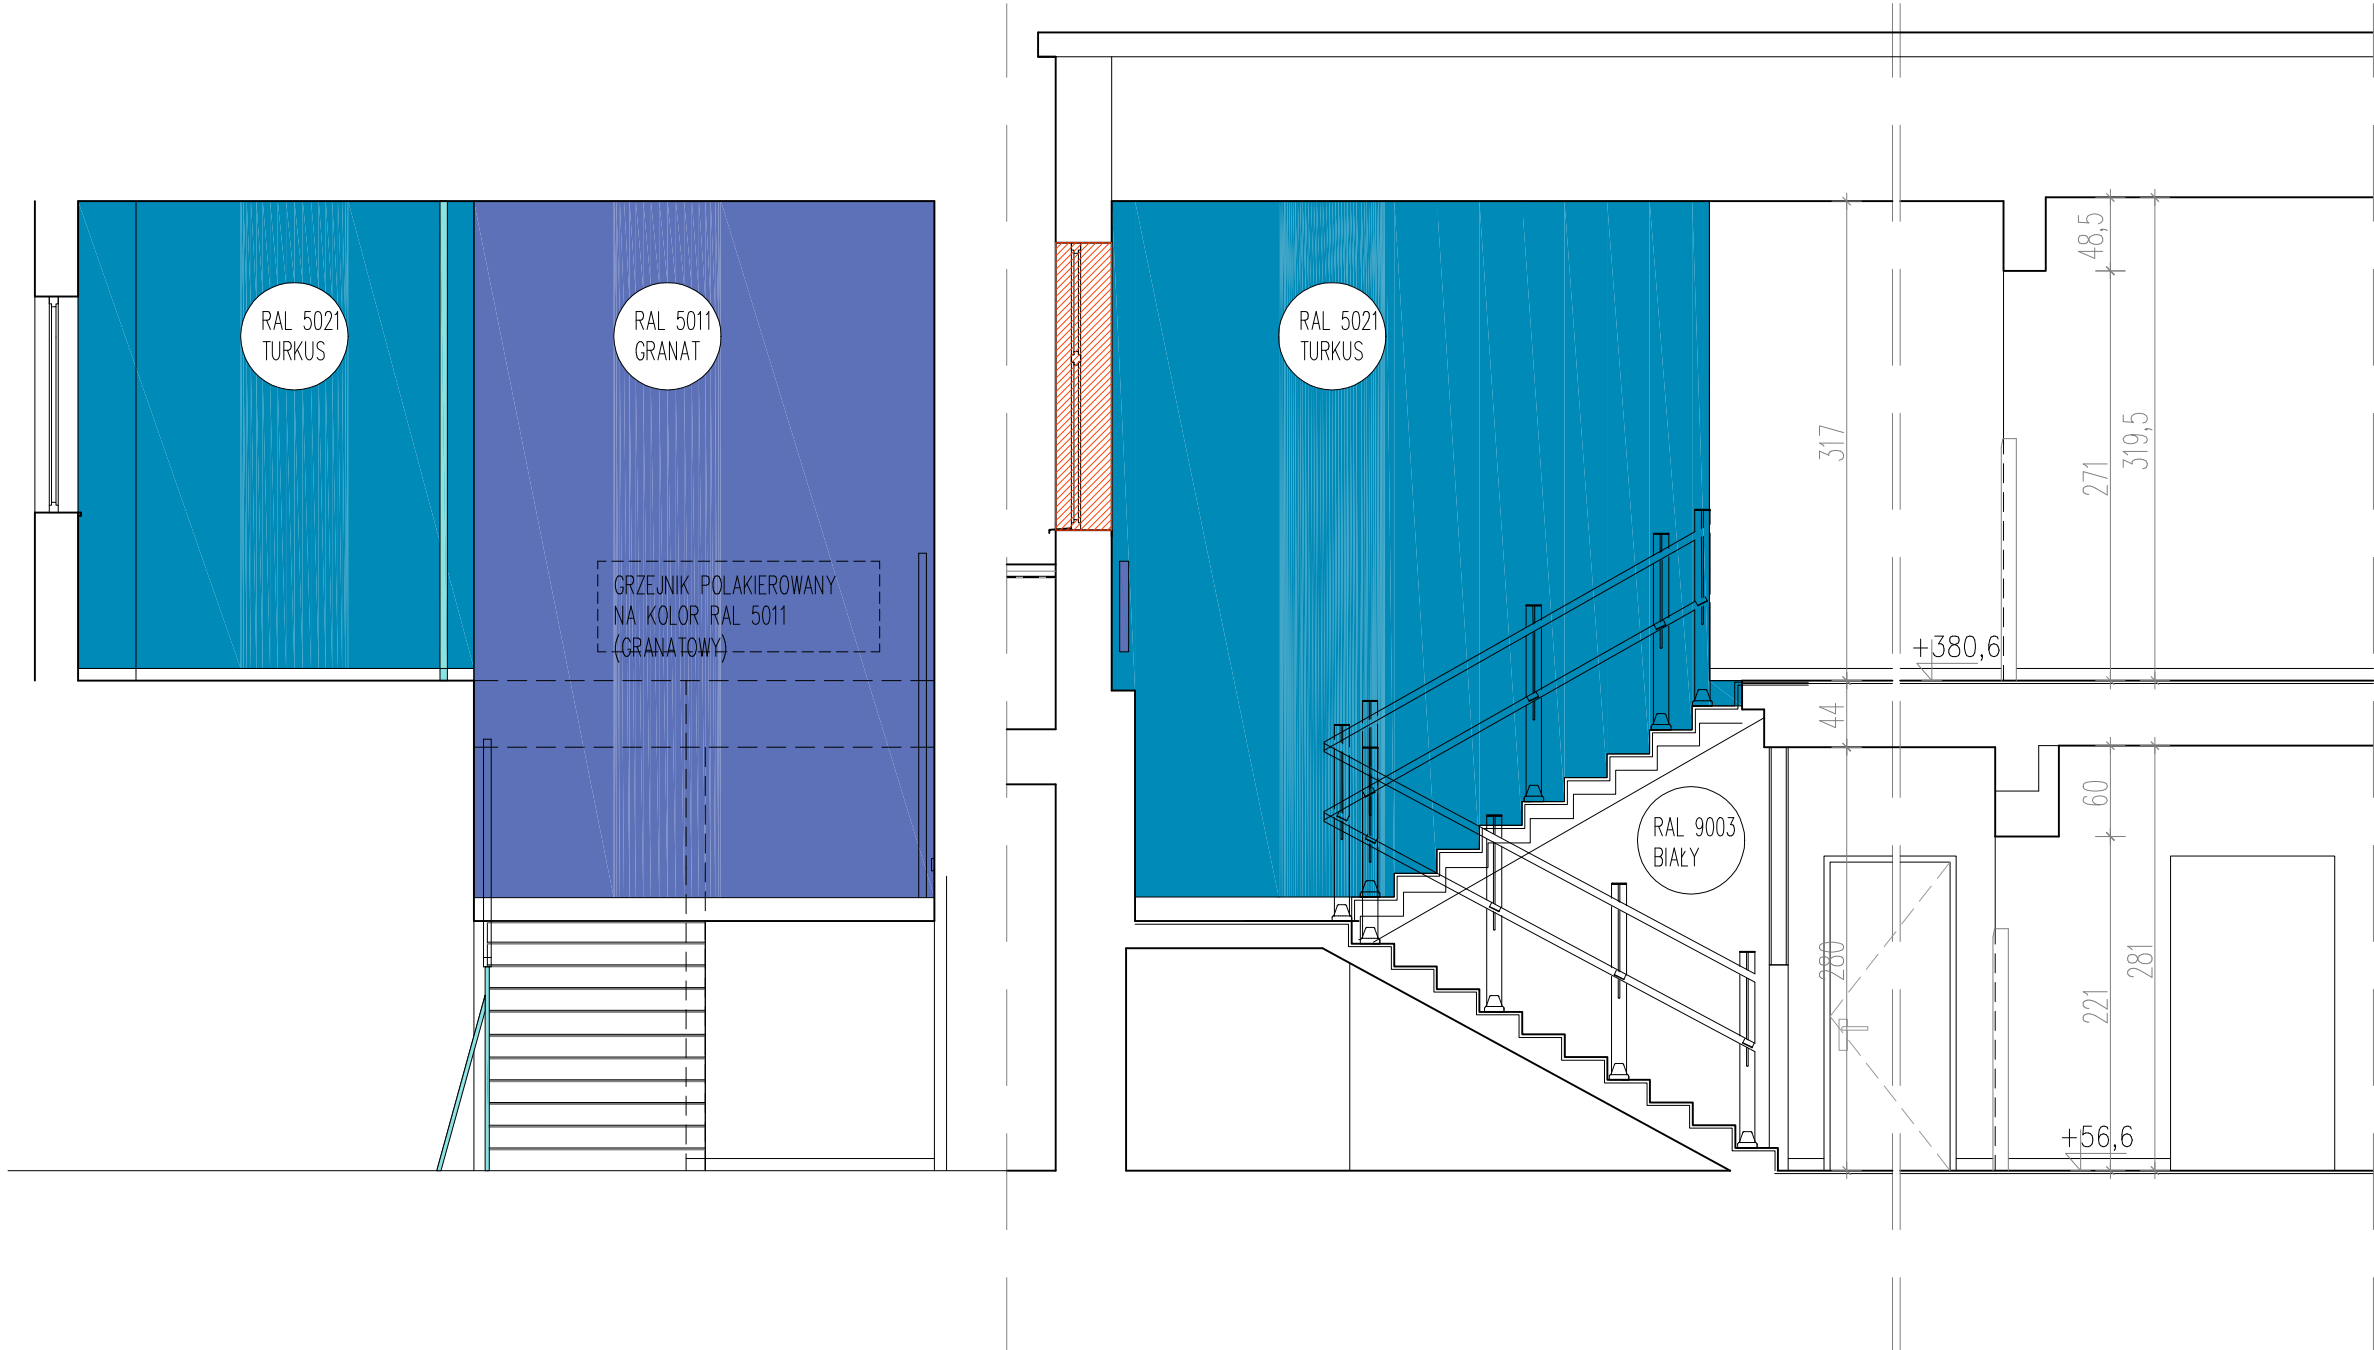 RAL 5021
TURKUS
RAL 5011
GRANAT
GRZEJNIK POLAKIEROWANY
NA KOLOR RAL 5011
(GRANATOWY)
RAL 5021
TURKUS
RAL 9003
BIAŁY
317
44
280
+380,6
48,5
271
319,5
60
221
281
+56,6